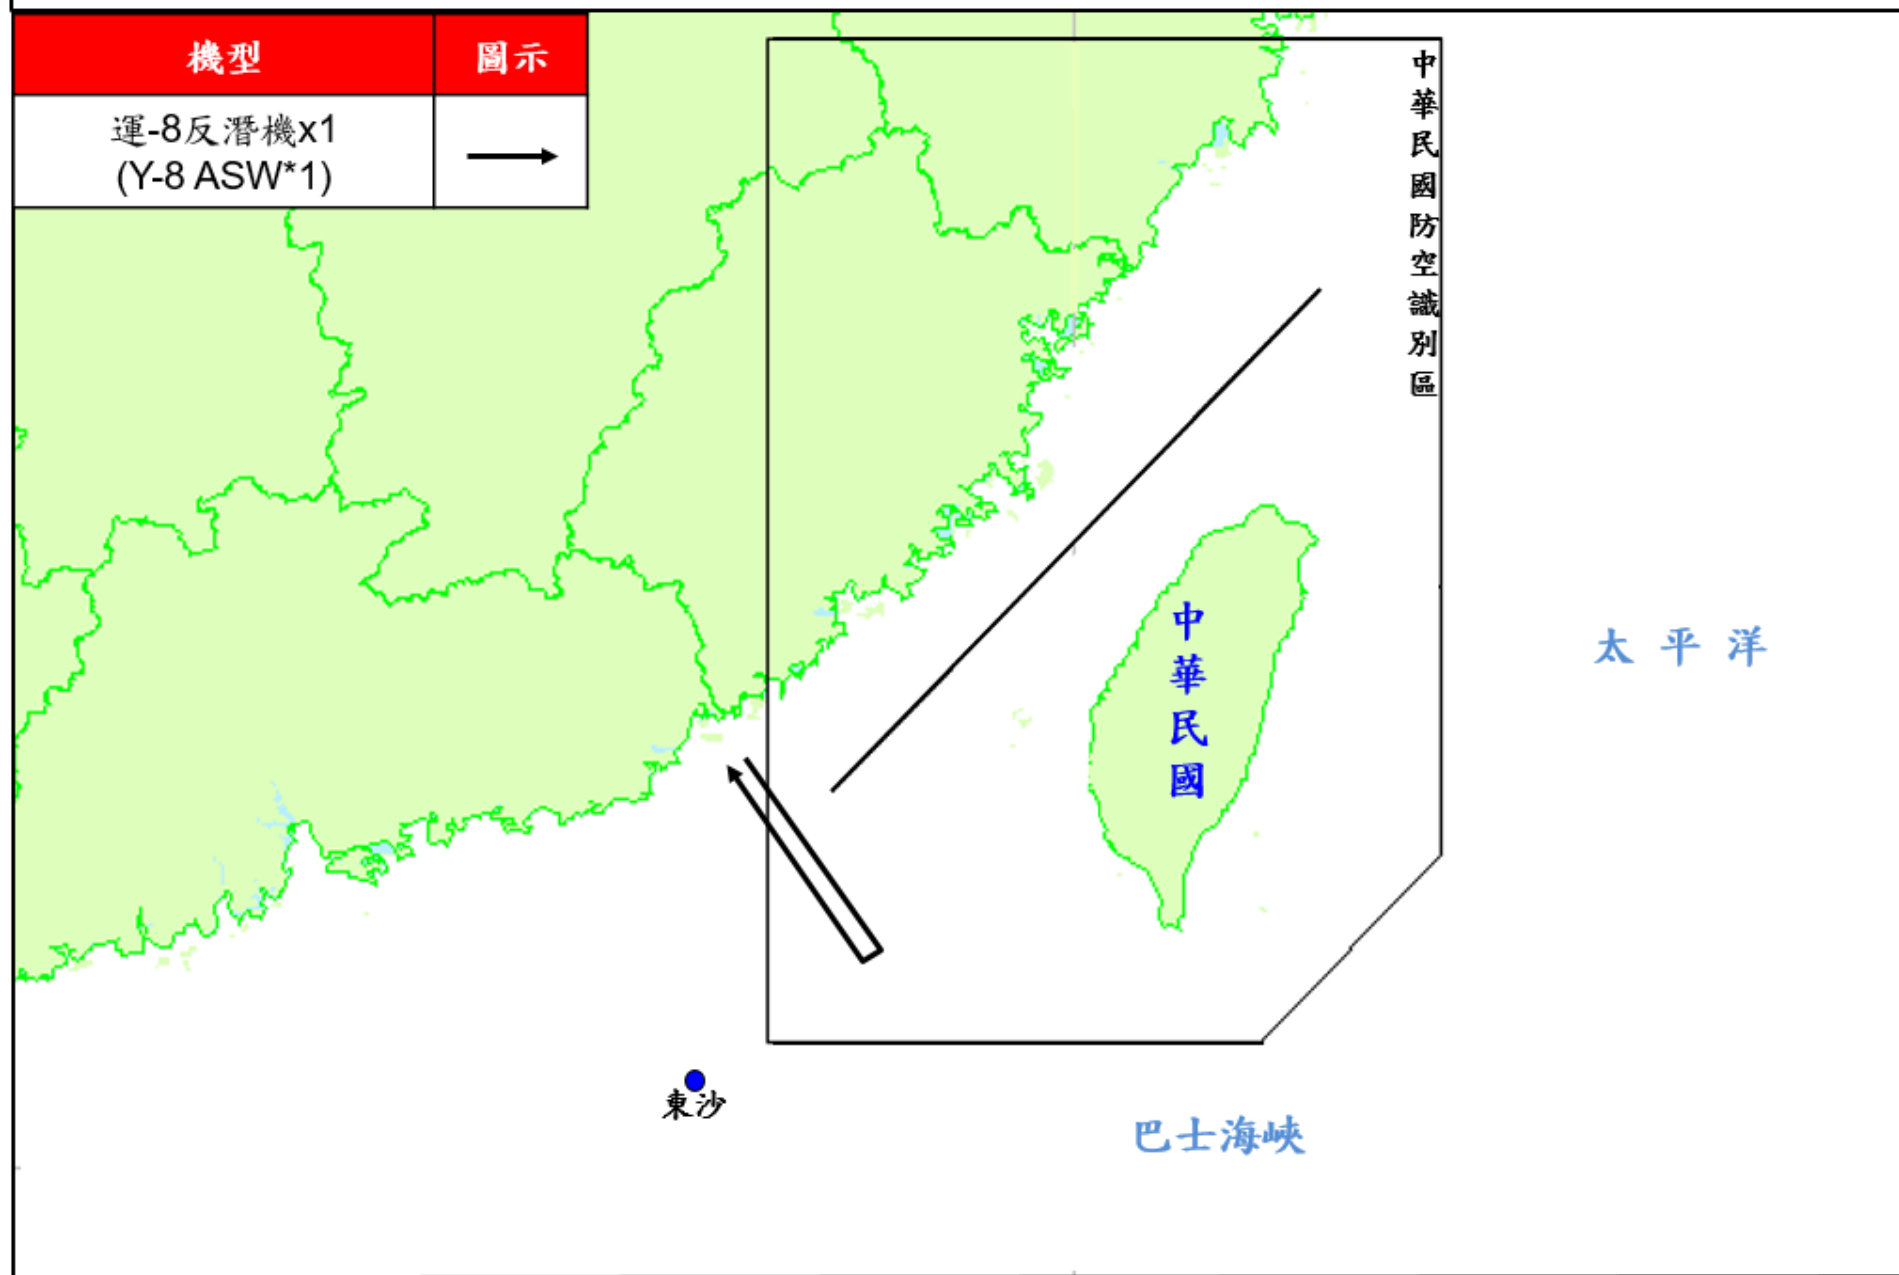 機型
圖示
運-8反潛機x1
(Y-8 ASW*1)
中華民國防空識別區
中華民國
太平洋
東沙
巴士海峽